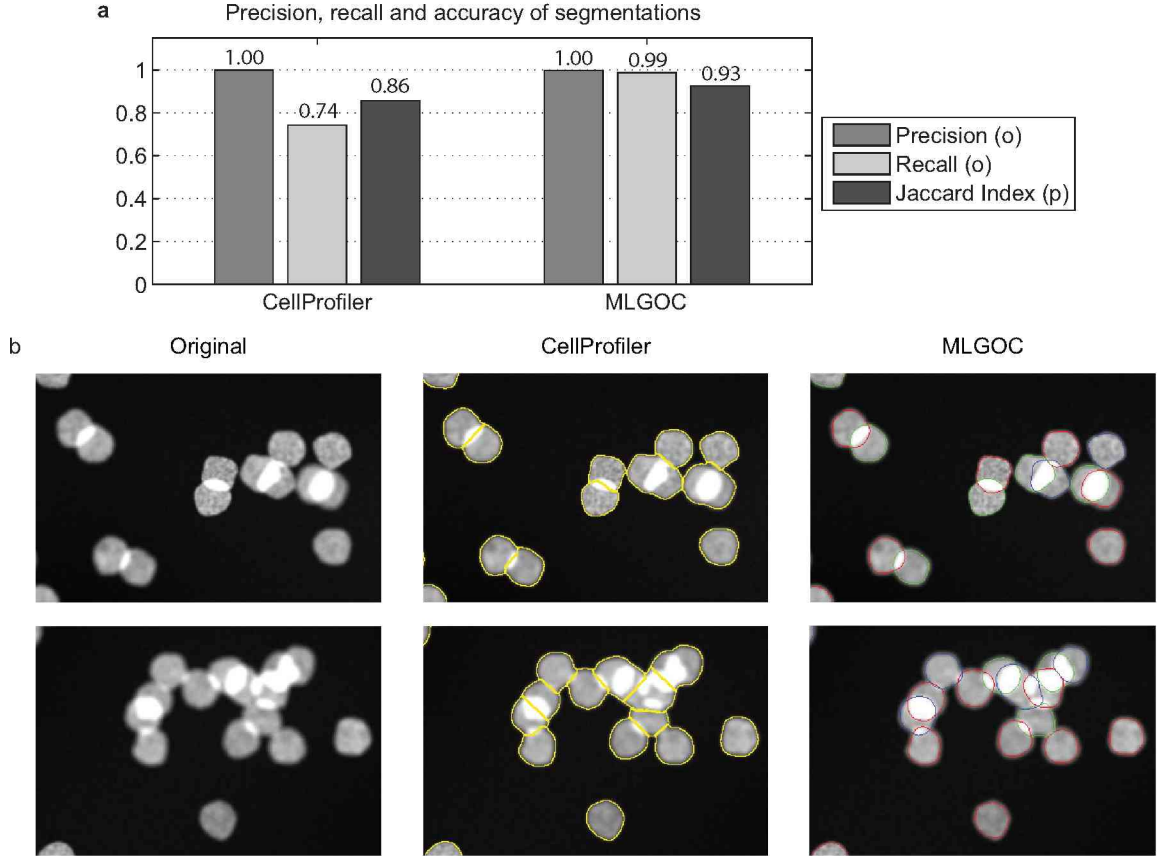 a
Precision, recall and accuracy of segmentations
1.00
0.74
0.86
1.00
0.99
0.93
1
0.8
0.6
0.4
0.2
0
CellProfiler
MLGOC
Precision (o)
Recall (o)
Jaccard Index (p)
b
Original
CellProfiler
MLGOC